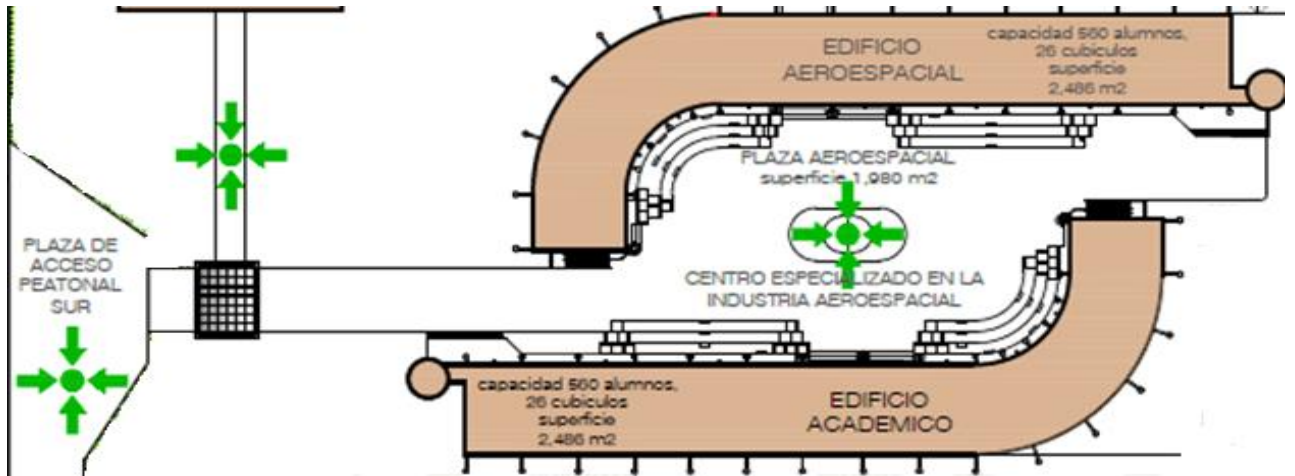 EDIFICIO
AEROESPACIAL
capacidad 560 alumnos,
26 cubiculos
superficie
2,486 m2
PLAZA AEROESPACIAL
superficie 1,980 m2
PLAZA DE
ACCESO
PEATONAL
SUR
CENTRO ESPECIALIZADO EN LA
INDUSTRIA AEROESPACIAL
capacidad 560 alumnos,
26 cubiculos
superficie
2,486 m2
EDIFICIO
ACADEMICO